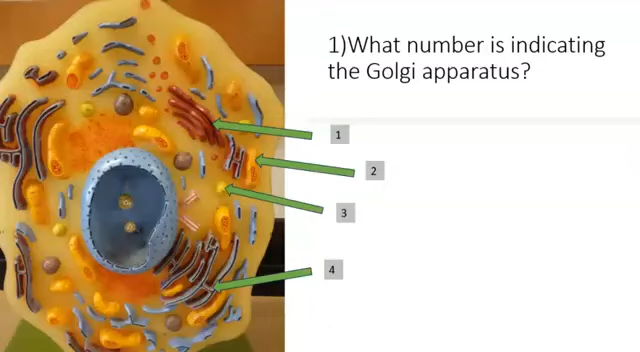 1)What number is indicating
the Golgi apparatus?
1
2
3
4